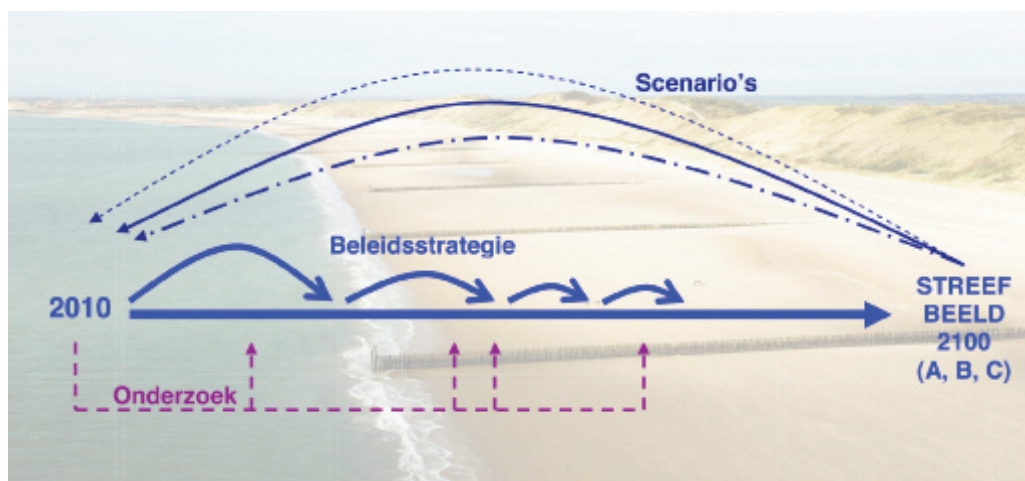 Scenario's
Beleidsstrategie
2010
STREEF
BEELD
2100
(A, B, C)
Onderzoek